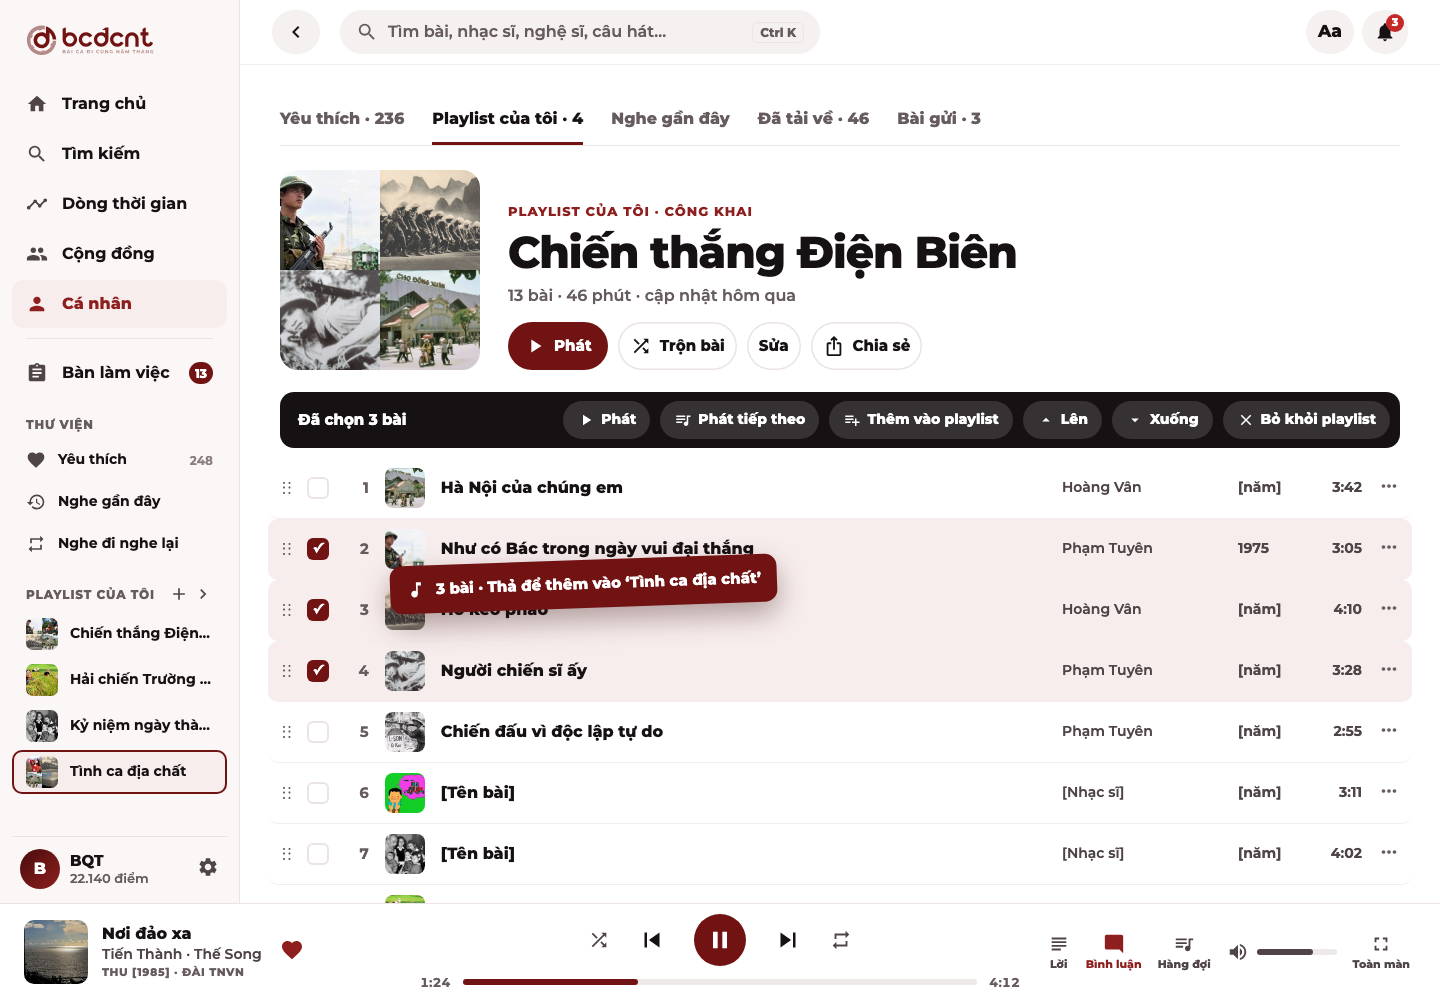 bcdcnt
BÀI CA ĐI CÙNG NĂM THÁNG
Tìm bài, nhạc sĩ, nghệ sĩ, câu hát...
Ctrl K
Aa
3
Trang chủ
Tìm kiếm
Dòng thời gian
Cộng đồng
Cá nhân
Bàn làm việc
13
THƯ VIỆN
Yêu thích
248
Nghe gần đây
Nghe đi nghe lại
PLAYLIST CỦA TÔI
Chiến thắng Điện...
Hải chiến Trường ...
Kỷ niệm ngày thà...
Tình ca địa chất
B
BQT
22.140 điểm
Yêu thích · 236
Playlist của tôi · 4
Nghe gần đây
Đã tải về · 46
Bài gửi · 3
PLAYLIST CỦA TÔI · CÔNG KHAI
Chiến thắng Điện Biên
13 bài · 46 phút · cập nhật hôm qua
Phát
Trộn bài
Sửa
Chia sẻ
Đã chọn 3 bài
Phát
Phát tiếp theo
Thêm vào playlist
Lên
Xuống
Bỏ khỏi playlist
1 Hà Nội của chúng em Hoàng Vân [năm] 3:42
2 Như có Bác trong ngày vui đại thắng Phạm Tuyên 1975 3:05
3 bài · Thả để thêm vào ‘Tình ca địa chất’
3 Hò kéo pháo Hoàng Vân [năm] 4:10
4 Người chiến sĩ ấy Phạm Tuyên [năm] 3:28
5 Chiến đấu vì độc lập tự do Phạm Tuyên [năm] 2:55
6 [Tên bài] [Nhạc sĩ] [năm] 3:11
7 [Tên bài] [Nhạc sĩ] [năm] 4:02
Nơi đảo xa
Tiến Thành · Thế Song
THU [1985] · ĐÀI TNVN
1:24
4:12
Lời
Bình luận
Hàng đợi
Toàn màn